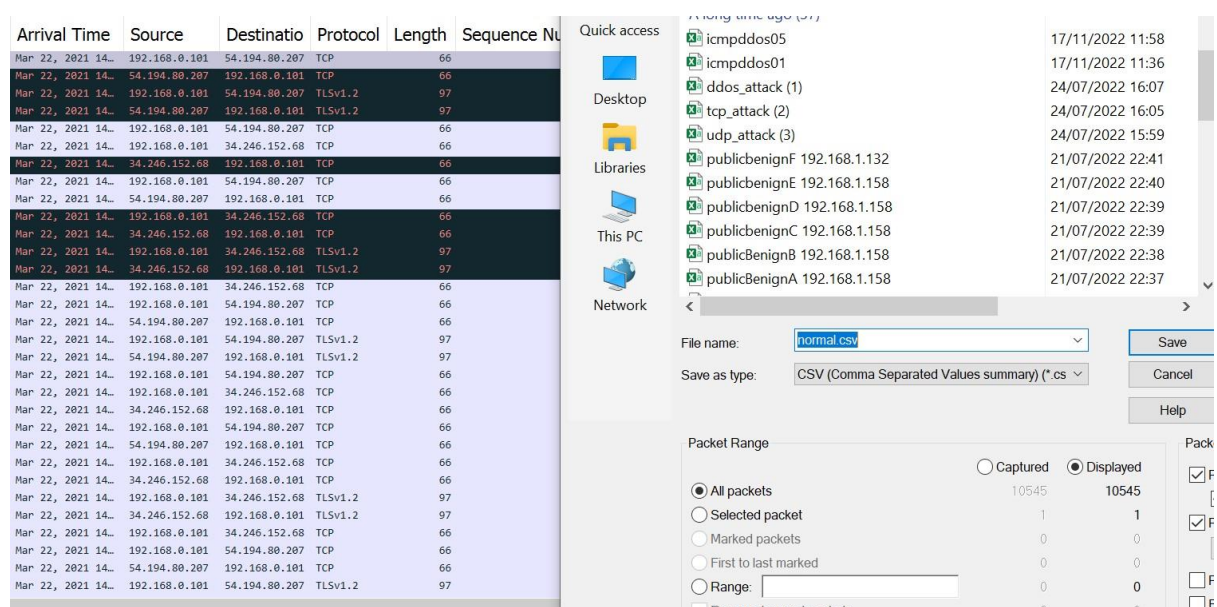 Arrival Time Source Destinatio Protocol Length Sequence Nu
Mar 22, 2021 14… 192.168.0.101 54.194.80.207 TCP 66
Mar 22, 2021 14… 54.194.80.207 192.168.0.101 TCP 66
Mar 22, 2021 14… 192.168.0.101 54.194.80.207 TLSv1.2 97
Mar 22, 2021 14… 54.194.80.207 192.168.0.101 TLSv1.2 97
Mar 22, 2021 14… 192.168.0.101 54.194.80.207 TCP 66
Mar 22, 2021 14… 192.168.0.101 34.246.152.68 TCP 66
Mar 22, 2021 14… 34.246.152.68 192.168.0.101 TCP 66
Mar 22, 2021 14… 192.168.0.101 54.194.80.207 TCP 66
Mar 22, 2021 14… 54.194.80.207 192.168.0.101 TCP 66
Mar 22, 2021 14… 192.168.0.101 34.246.152.68 TCP 66
Mar 22, 2021 14… 34.246.152.68 192.168.0.101 TCP 66
Mar 22, 2021 14… 192.168.0.101 34.246.152.68 TLSv1.2 97
Mar 22, 2021 14… 34.246.152.68 192.168.0.101 TLSv1.2 97
Mar 22, 2021 14… 192.168.0.101 34.246.152.68 TCP 66
Mar 22, 2021 14… 192.168.0.101 54.194.80.207 TCP 66
Mar 22, 2021 14… 54.194.80.207 192.168.0.101 TCP 66
Mar 22, 2021 14… 192.168.0.101 54.194.80.207 TLSv1.2 97
Mar 22, 2021 14… 54.194.80.207 192.168.0.101 TLSv1.2 97
Mar 22, 2021 14… 192.168.0.101 54.194.80.207 TCP 66
Mar 22, 2021 14… 192.168.0.101 34.246.152.68 TCP 66
Mar 22, 2021 14… 34.246.152.68 192.168.0.101 TCP 66
Mar 22, 2021 14… 192.168.0.101 54.194.80.207 TCP 66
Mar 22, 2021 14… 54.194.80.207 192.168.0.101 TCP 66
Mar 22, 2021 14… 192.168.0.101 34.246.152.68 TCP 66
Mar 22, 2021 14… 34.246.152.68 192.168.0.101 TCP 66
Mar 22, 2021 14… 192.168.0.101 34.246.152.68 TLSv1.2 97
Mar 22, 2021 14… 34.246.152.68 192.168.0.101 TLSv1.2 97
Mar 22, 2021 14… 192.168.0.101 34.246.152.68 TCP 66
Mar 22, 2021 14… 192.168.0.101 54.194.80.207 TCP 66
Mar 22, 2021 14… 54.194.80.207 192.168.0.101 TCP 66
Mar 22, 2021 14… 192.168.0.101 54.194.80.207 TLSv1.2 97
Quick access
Desktop
Libraries
This PC
Network
A long time ago (37)
icmpddos05 17/11/2022 11:58
icmpddos01 17/11/2022 11:36
ddos_attack (1) 24/07/2022 16:07
tcp_attack (2) 24/07/2022 16:05
udp_attack (3) 24/07/2022 15:59
publicbenignF 192.168.1.132 21/07/2022 22:41
publicbenignE 192.168.1.158 21/07/2022 22:40
publicbenignD 192.168.1.158 21/07/2022 22:39
publicbenignC 192.168.1.158 21/07/2022 22:39
publicBenignB 192.168.1.158 21/07/2022 22:38
publicBenignA 192.168.1.158 21/07/2022 22:37
File name: normal.csv Save
Save as type: CSV (Comma Separated Values summary) (*.cs Cancel
Help
Packet Range Pack
Captured Displayed
All packets 10545 10545
Selected packet 1 1
Marked packets 0 0
First to last marked 0 0
Range: 0 0